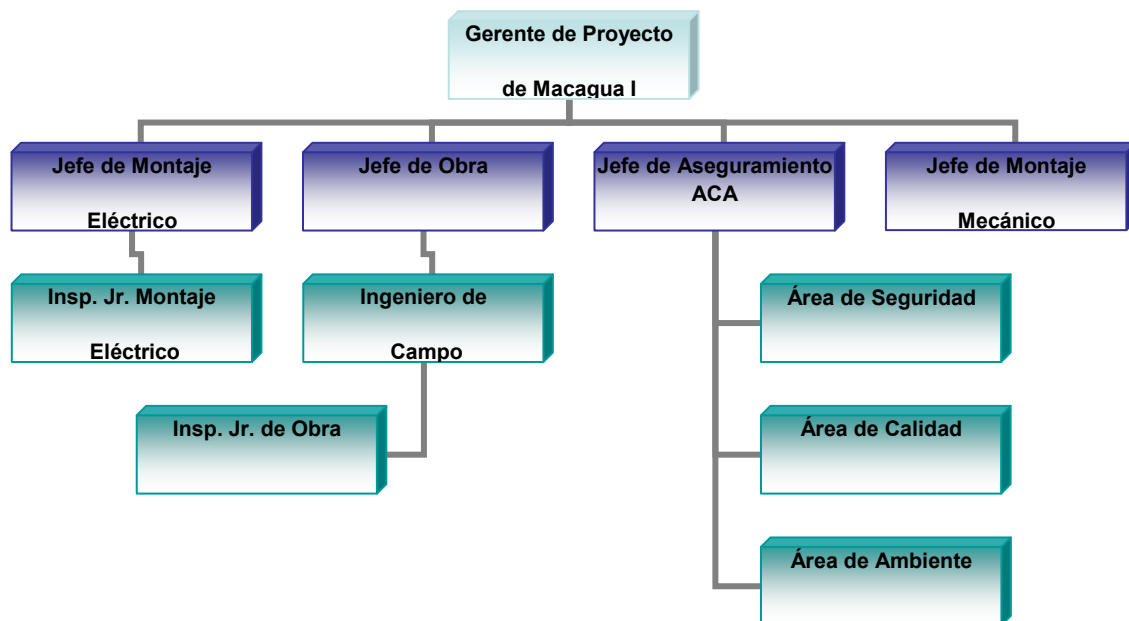 Gerente de Proyecto
de Macagua I
Jefe de Montaje
Eléctrico
Jefe de Obra
Jefe de Aseguramiento
ACA
Jefe de Montaje
Mecánico
Insp. Jr. Montaje
Eléctrico
Ingeniero de
Campo
Área de Seguridad
Insp. Jr. de Obra
Área de Calidad
Área de Ambiente